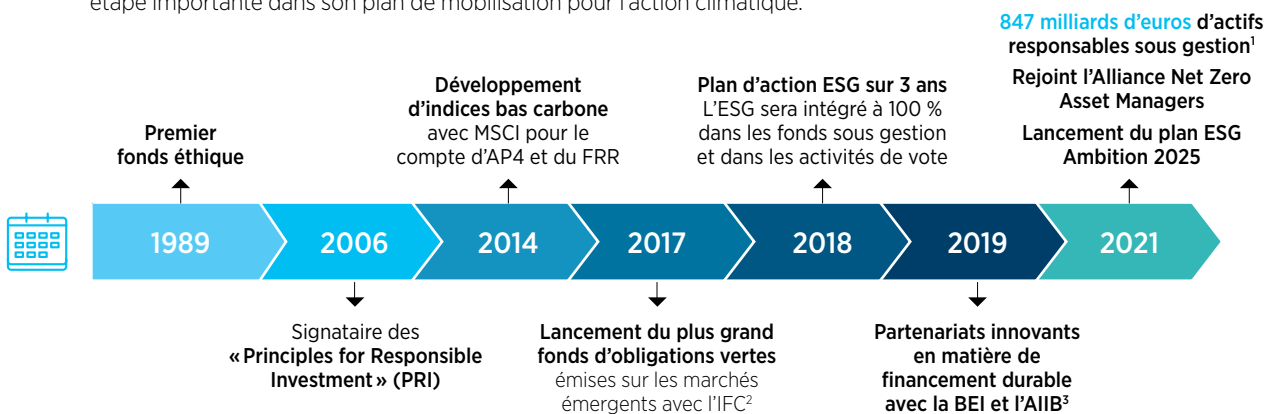 étape importante dans son plan de mobilisation pour l'action climatique.
847 milliards d'euros d'actifs
responsables sous gestion¹
Rejoint l'Alliance Net Zero
Asset Managers
Lancement du plan ESG
Ambition 2025
Développement
d'indices bas carbone
avec MSCI pour le
compte d'AP4 et du FRR
Plan d'action ESG sur 3 ans
L'ESG sera intégré à 100 %
dans les fonds sous gestion
et dans les activités de vote
Premier
fonds éthique
1989
2006
2014
2017
2018
2019
2021
Signataire des
« Principles for Responsible
Investment » (PRI)
Lancement du plus grand
fonds d'obligations vertes
émises sur les marchés
émergents avec l'IFC²
Partenariats innovants
en matière de
financement durable
avec la BEI et l'AIIB³